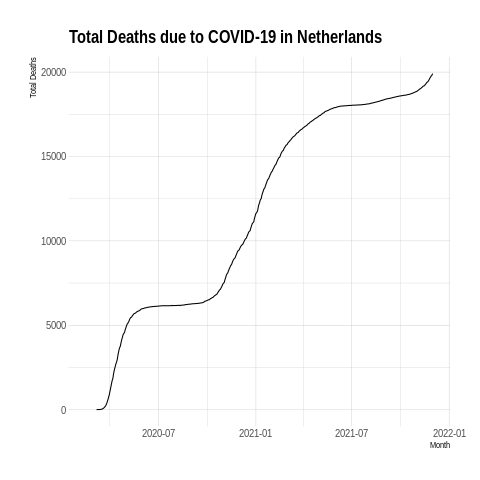 Total Deaths due to COVID-19 in Netherlands
Total Deaths
20000
15000
10000
5000
0
2020-07 2021-01 2021-07 2022-01
Month